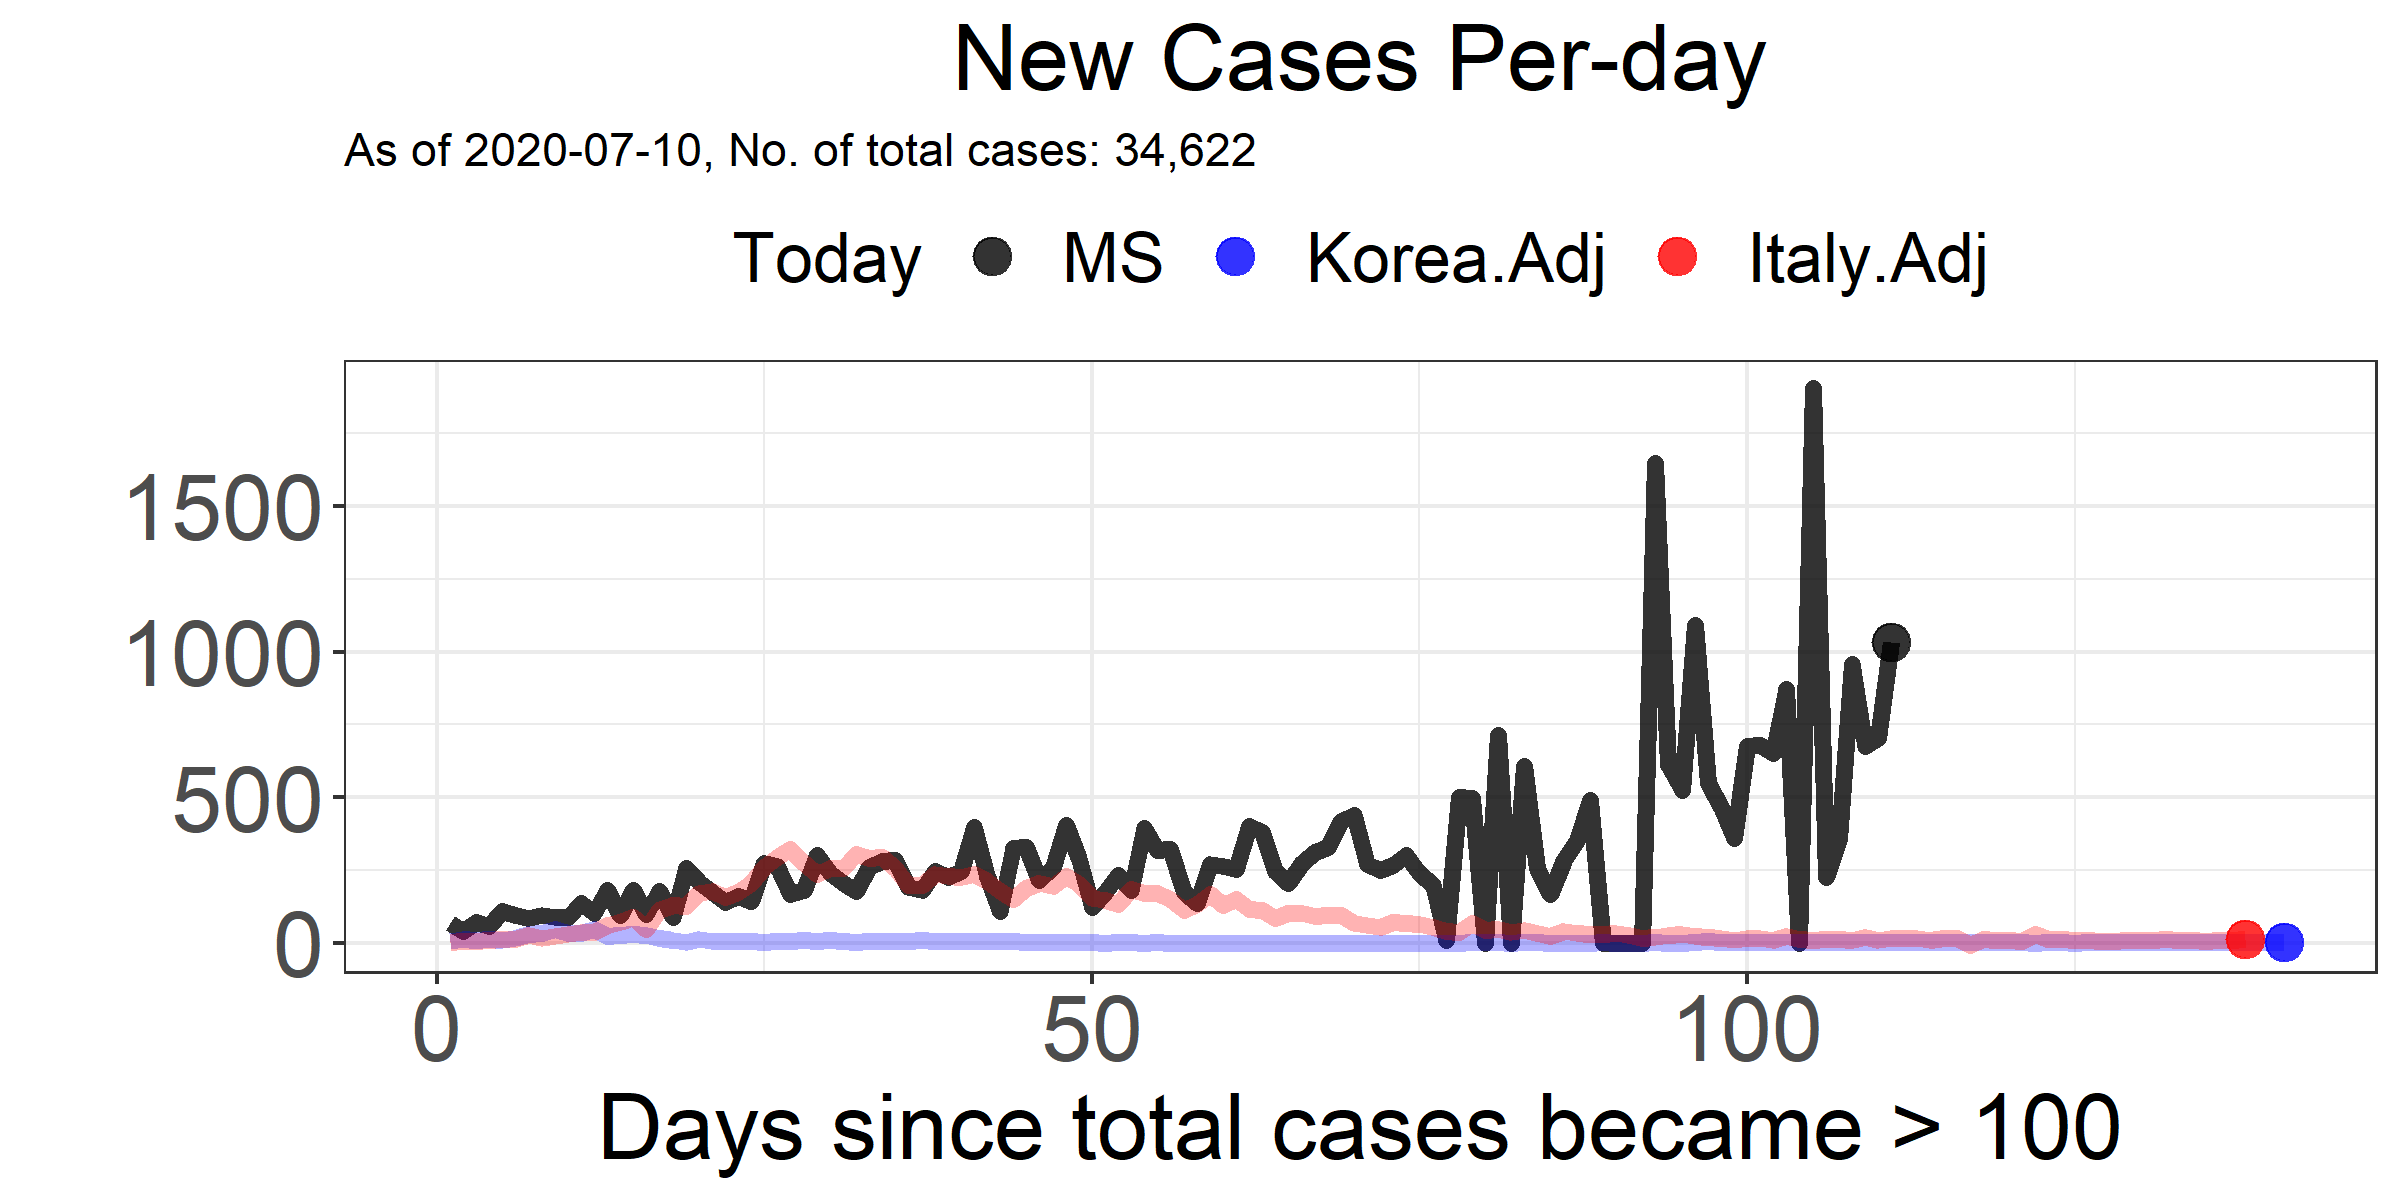 New Cases Per-day
As of 2020-07-10, No. of total cases: 34,622
Today MS Korea.Adj Italy.Adj
1500
1000
500
0
0 50 100
Days since total cases became > 100